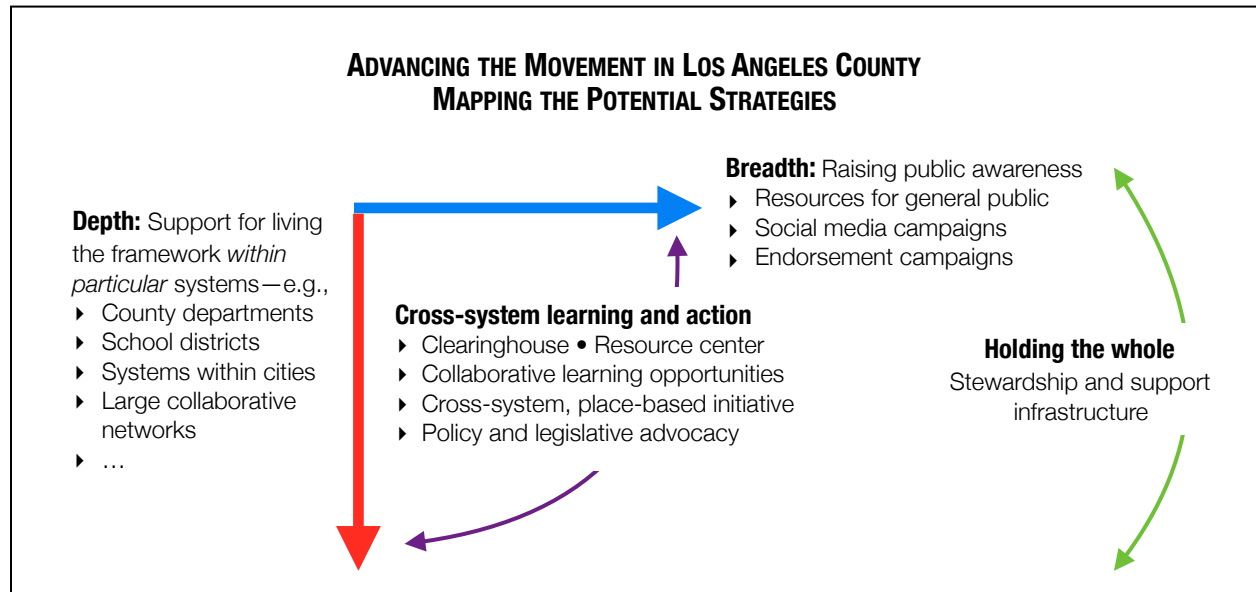 ADVANCING THE MOVEMENT IN LOS ANGELES COUNTY
MAPPING THE POTENTIAL STRATEGIES
Depth: Support for living
the framework within
particular systems—e.g.,
▸ County departments
▸ School districts
▸ Systems within cities
▸ Large collaborative
networks
▸ …
Breadth: Raising public awareness
▸ Resources for general public
▸ Social media campaigns
▸ Endorsement campaigns
Cross-system learning and action
▸ Clearinghouse • Resource center
▸ Collaborative learning opportunities
▸ Cross-system, place-based initiative
▸ Policy and legislative advocacy
Holding the whole
Stewardship and support
infrastructure